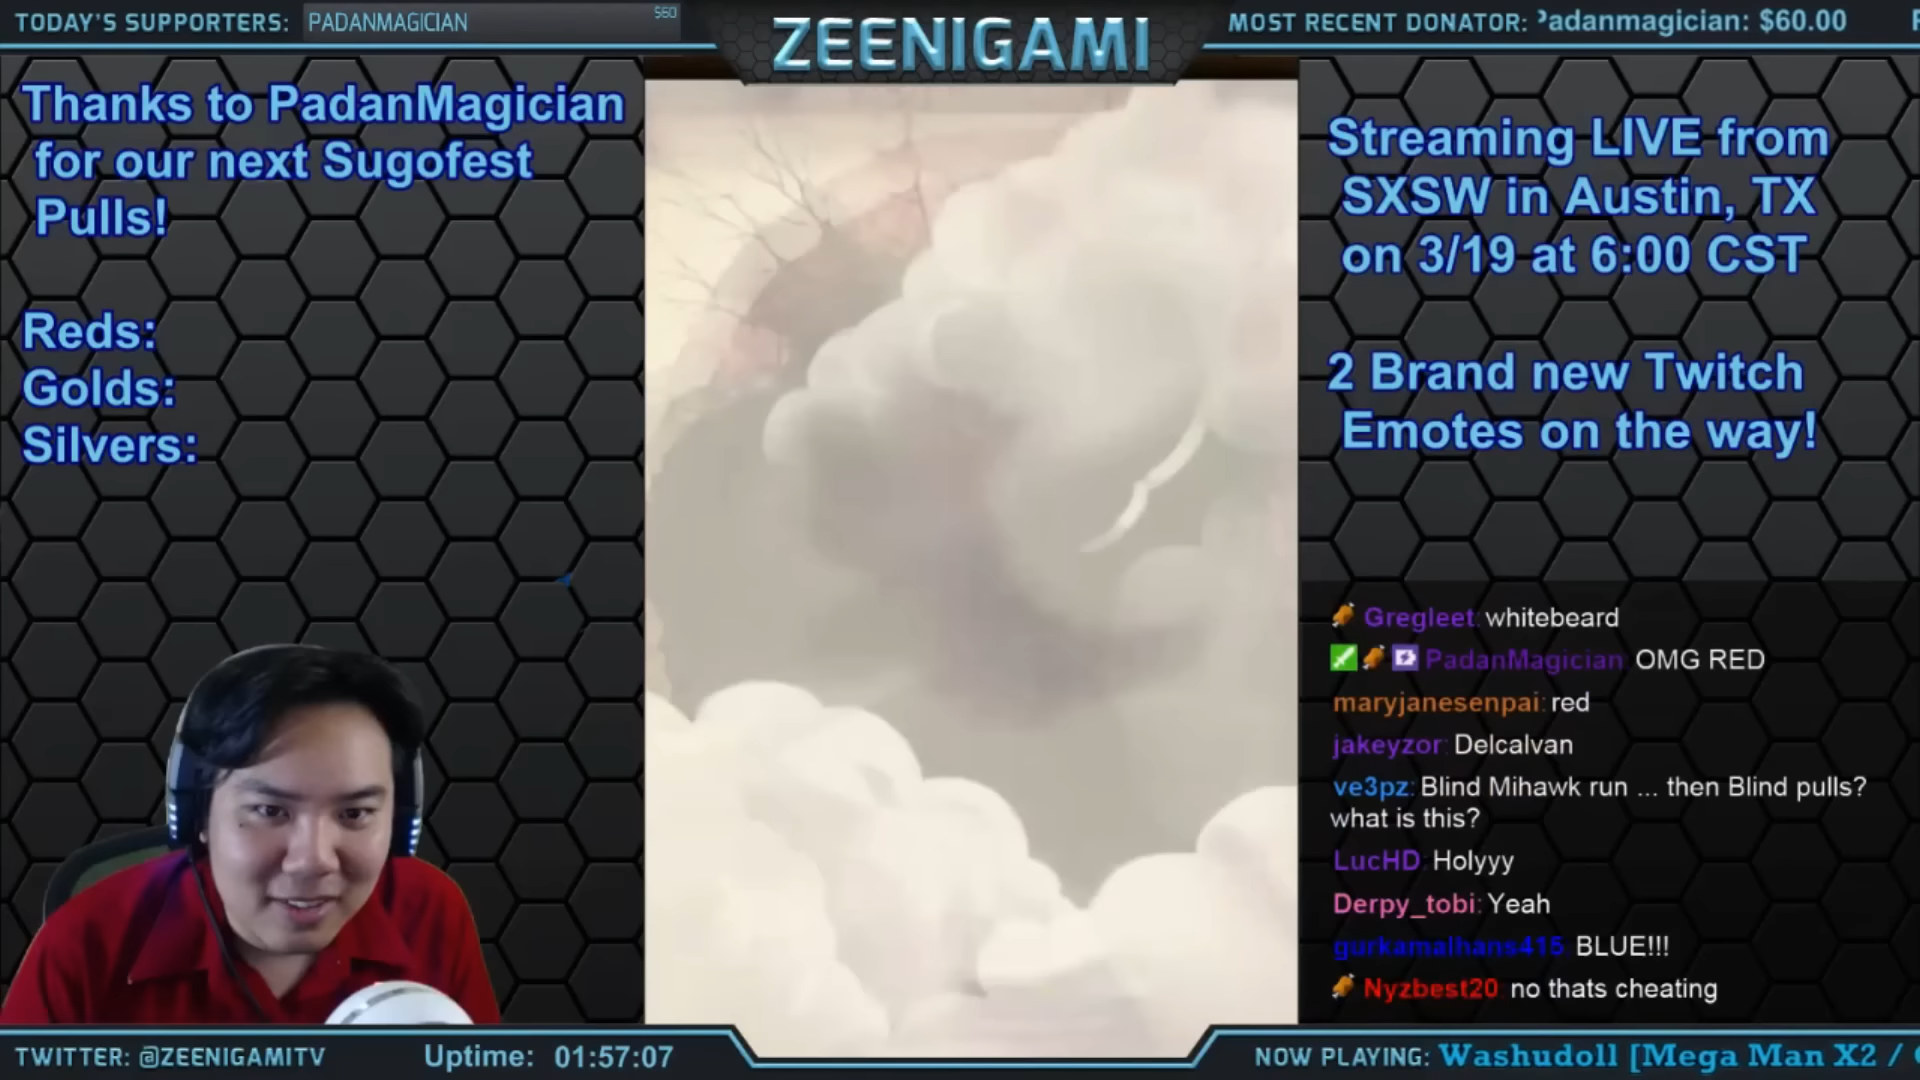 TODAY'S SUPPORTERS: PADANMAGICIAN $60
ZEENIGAMI
MOST RECENT DONATOR: Padanmagician: $60.00
Thanks to PadanMagician
for our next Sugofest
Pulls!
Reds:
Golds:
Silvers:
Streaming LIVE from
SXSW in Austin, TX
on 3/19 at 6:00 CST
2 Brand new Twitch
Emotes on the way!
Gregleet: whitebeard
PadanMagician: OMG RED
maryjanesenpai: red
jakeyzor: Delcalvan
ve3pz: Blind Mihawk run ... then Blind pulls?
what is this?
LucHD: Holyyy
Derpy_tobi: Yeah
gurkamalhans415: BLUE!!!
Nyzbest20: no thats cheating
TWITTER: @ZEENIGAMITV
Uptime: 01:57:07
NOW PLAYING: Washudoll [Mega Man X2 /